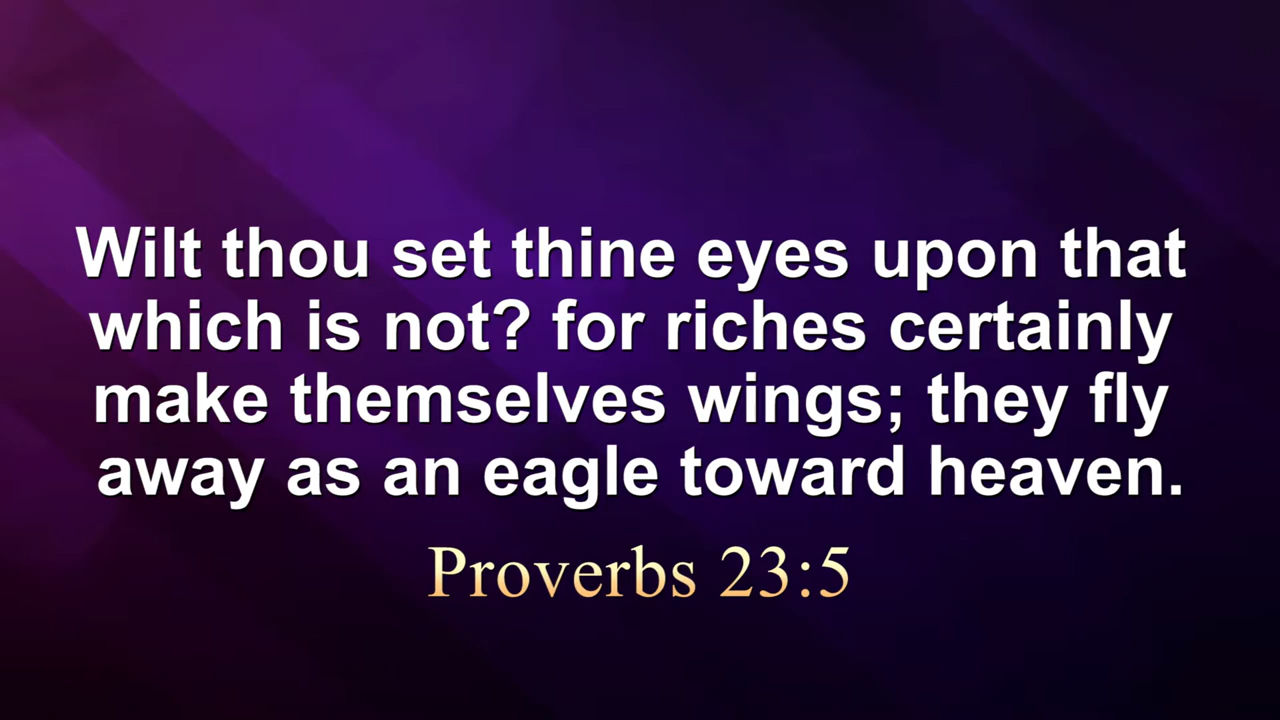 Wilt thou set thine eyes upon that
which is not? for riches certainly
make themselves wings; they fly
away as an eagle toward heaven.
Proverbs 23:5